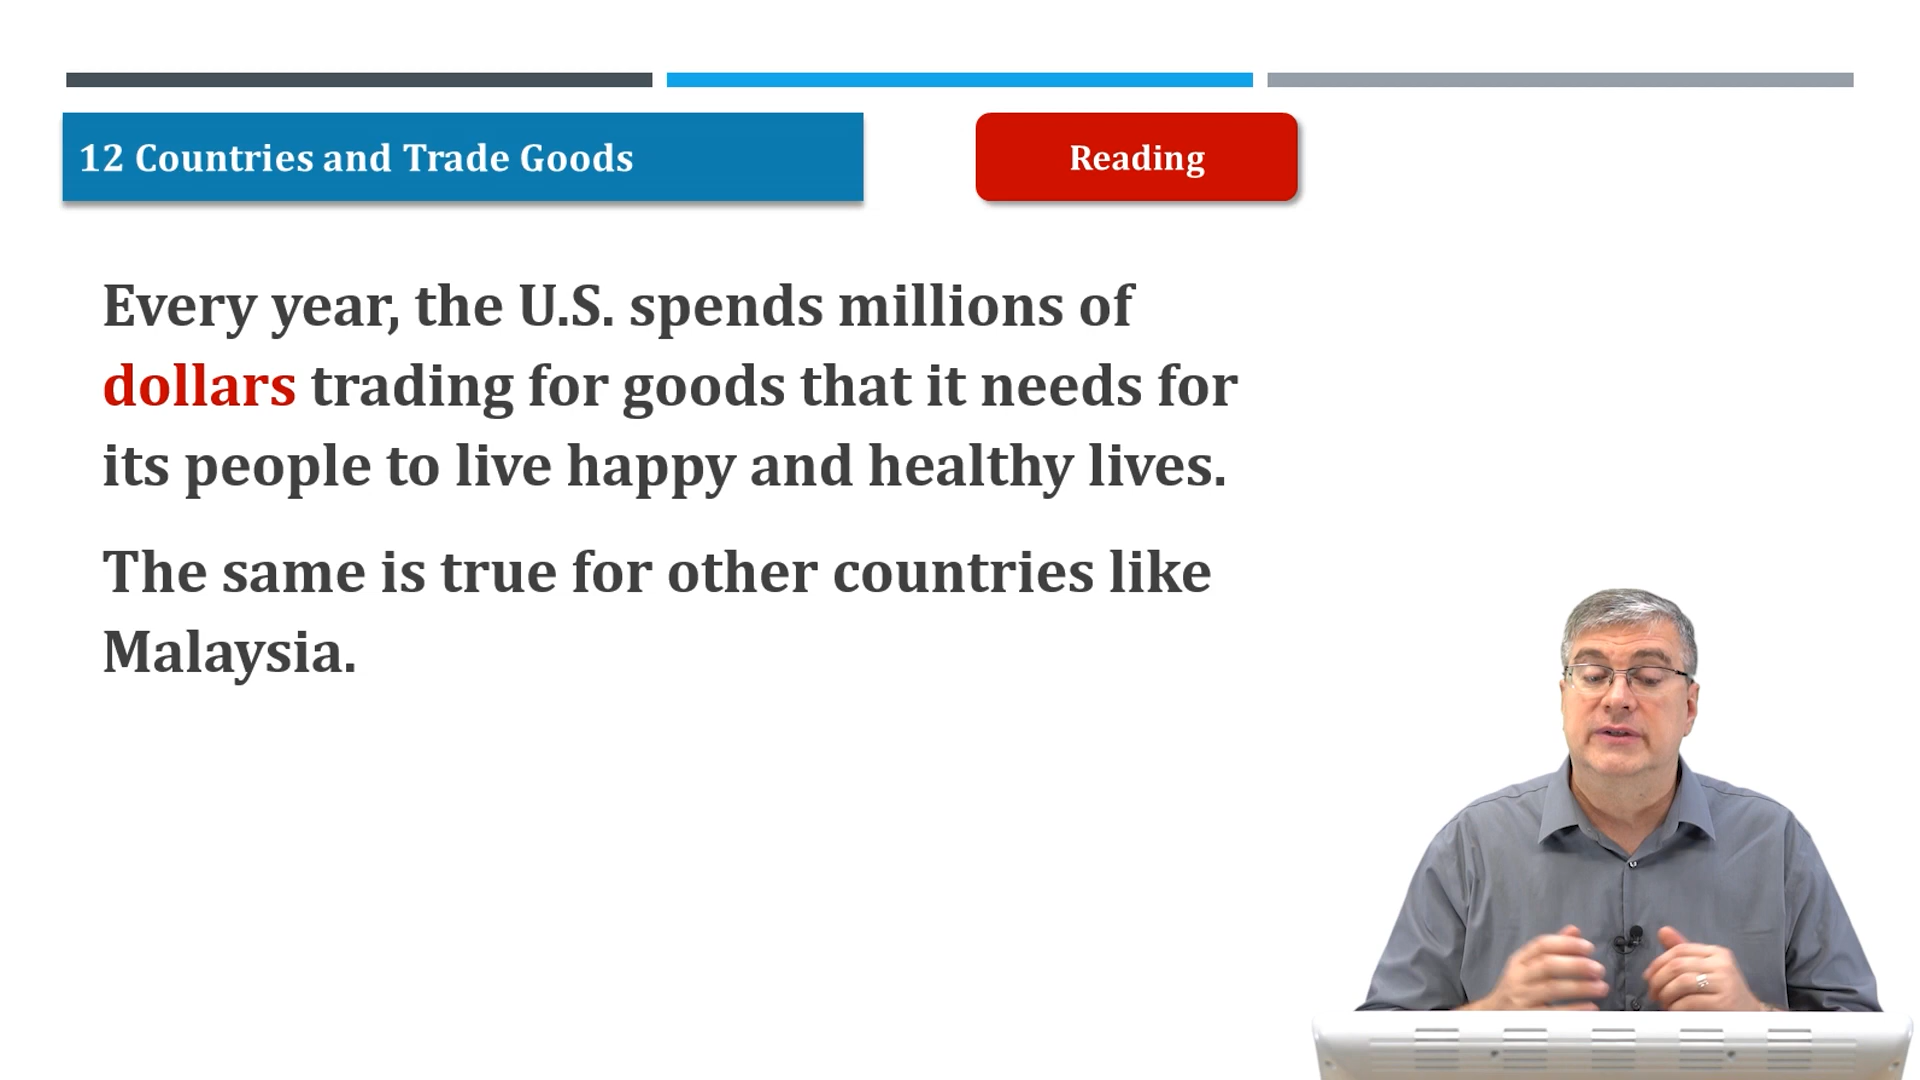 12 Countries and Trade Goods
Reading
Every year, the U.S. spends millions of
dollars trading for goods that it needs for
its people to live happy and healthy lives.
The same is true for other countries like
Malaysia.